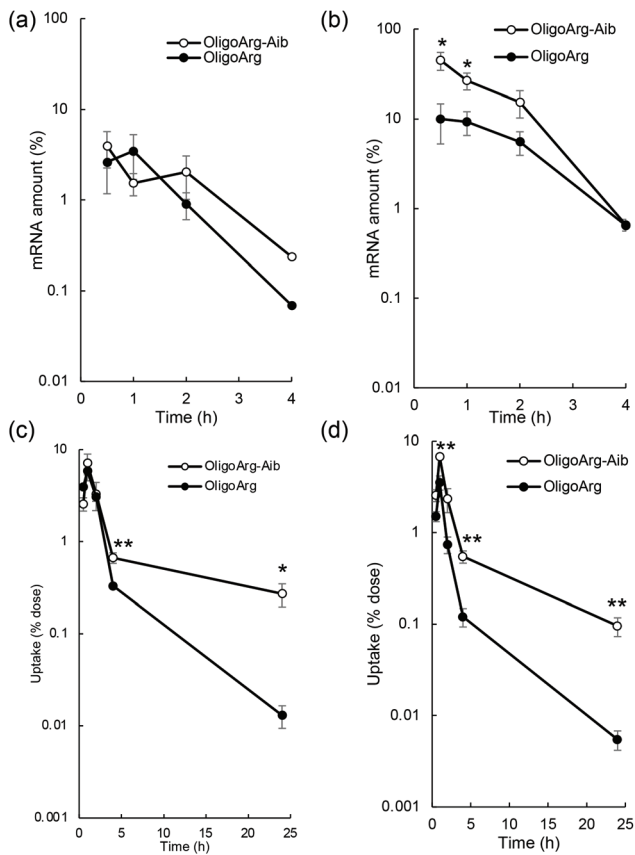 (a)
OligoArg-Aib
OligoArg
mRNA amount (%)
100
10
1
0.1
0.01
0 1 2 3 4
Time (h)
(b)
OligoArg-Aib
OligoArg
* *
mRNA amount (%)
100
10
1
0.1
0.01
0 1 2 3 4
Time (h)
(c)
OligoArg-Aib
OligoArg
** *
Uptake (% dose)
10
1
0.1
0.01
0.001
0 5 10 15 20 25
Time (h)
(d)
OligoArg-Aib
OligoArg
** ** **
Uptake (% dose)
10
1
0.1
0.01
0.001
0 5 10 15 20 25
Time (h)